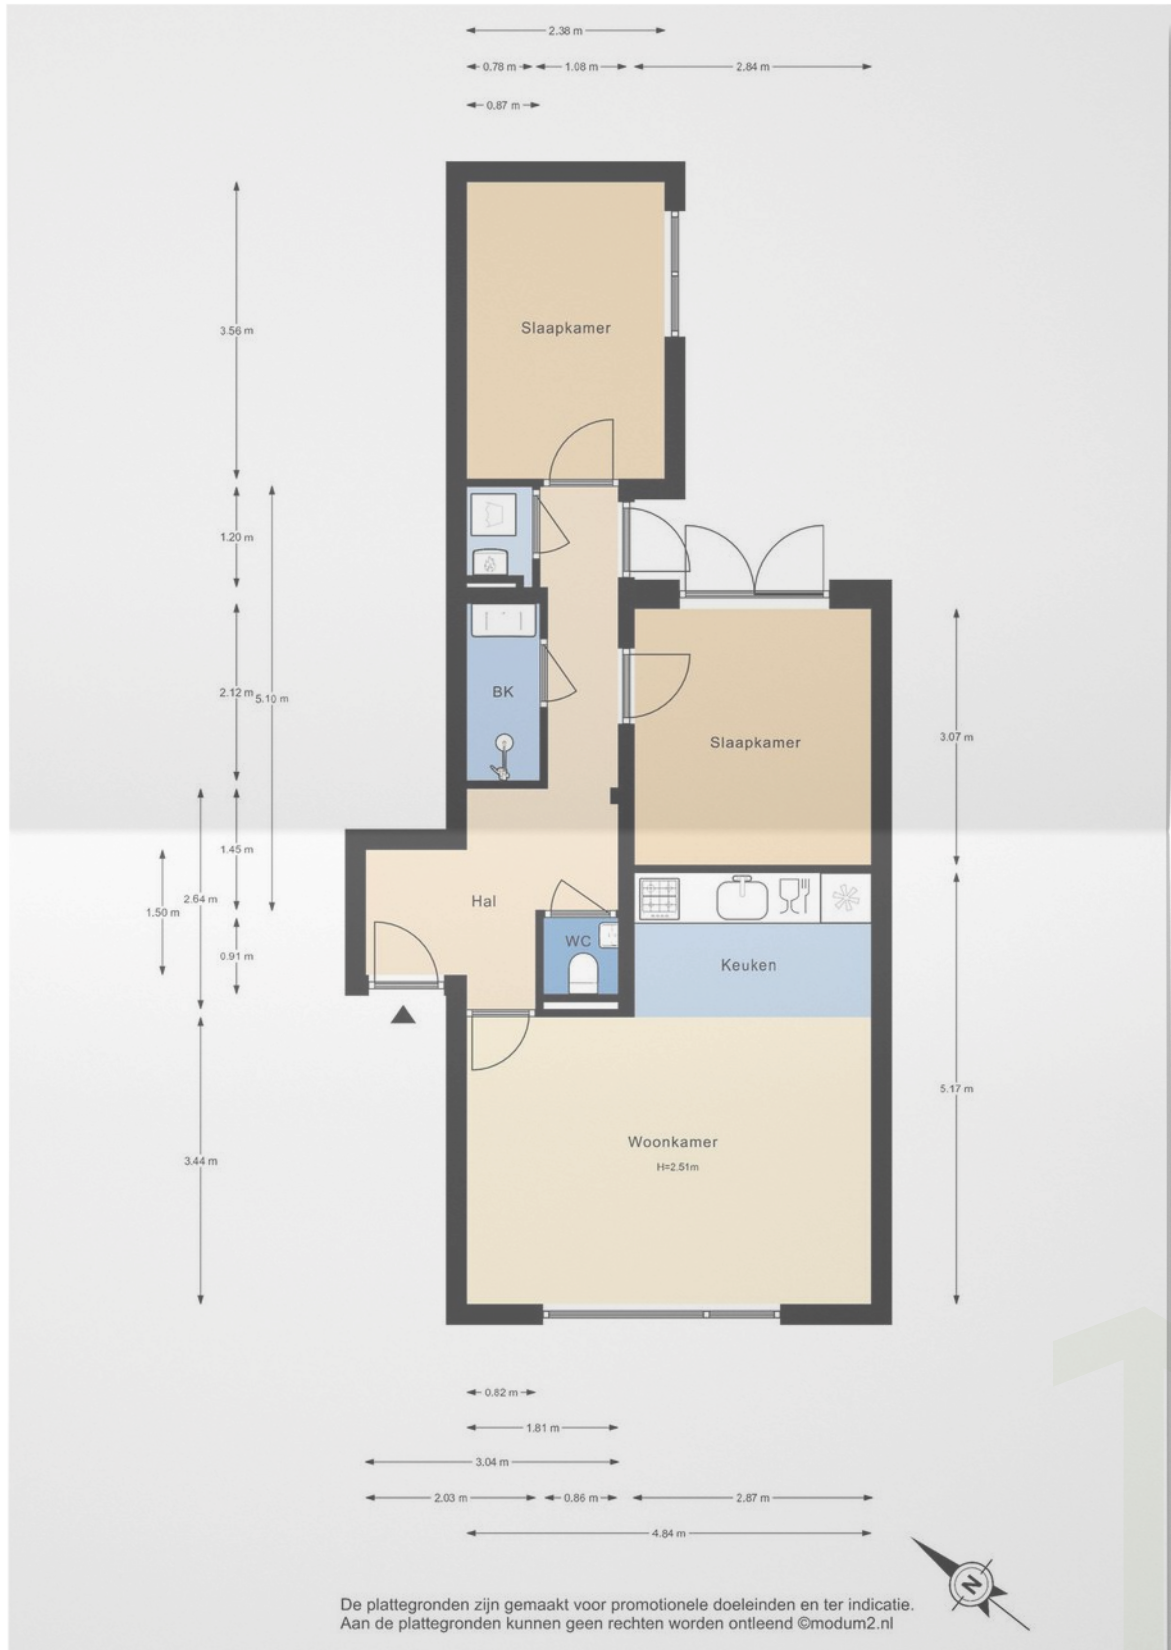 2.38 m
0.78 m 1.08 m 2.84 m
0.87 m
3.56 m
Slaapkamer
1.20 m
2.12 m
5.10 m
BK
Slaapkamer
3.07 m
1.45 m
2.64 m
1.50 m
Hal
0.91 m
WC
Keuken
5.17 m
Woonkamer
H=2.51m
3.44 m
0.82 m
1.81 m
3.04 m
2.03 m 0.86 m 2.87 m
4.84 m
N
De plattegronden zijn gemaakt voor promotionele doeleinden en ter indicatie.
Aan de plattegronden kunnen geen rechten worden ontleend ©modum2.nl
1